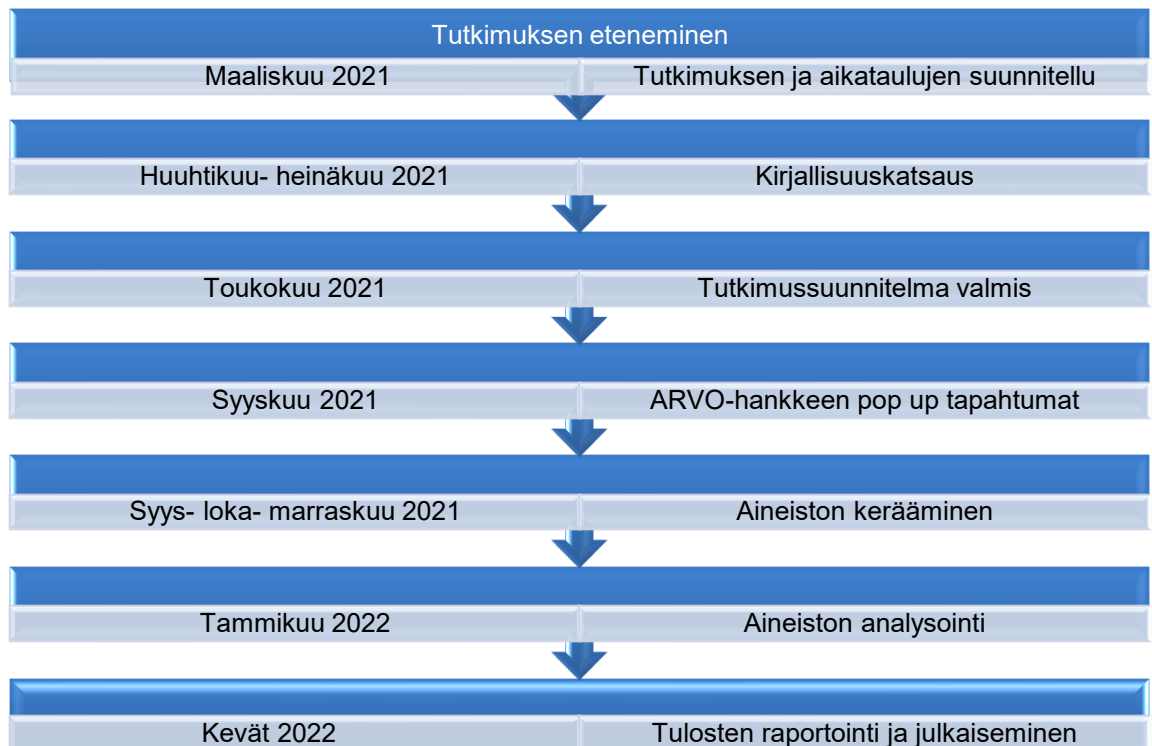 Tutkimuksen eteneminen
Maaliskuu 2021 Tutkimuksen ja aikataulujen suunnitellu
Huuhtikuu- heinäkuu 2021 Kirjallisuuskatsaus
Toukokuu 2021 Tutkimussuunnitelma valmis
Syyskuu 2021 ARVO-hankkeen pop up tapahtumat
Syys- loka- marraskuu 2021 Aineiston kerääminen
Tammikuu 2022 Aineiston analysointi
Kevät 2022 Tulosten raportointi ja julkaiseminen